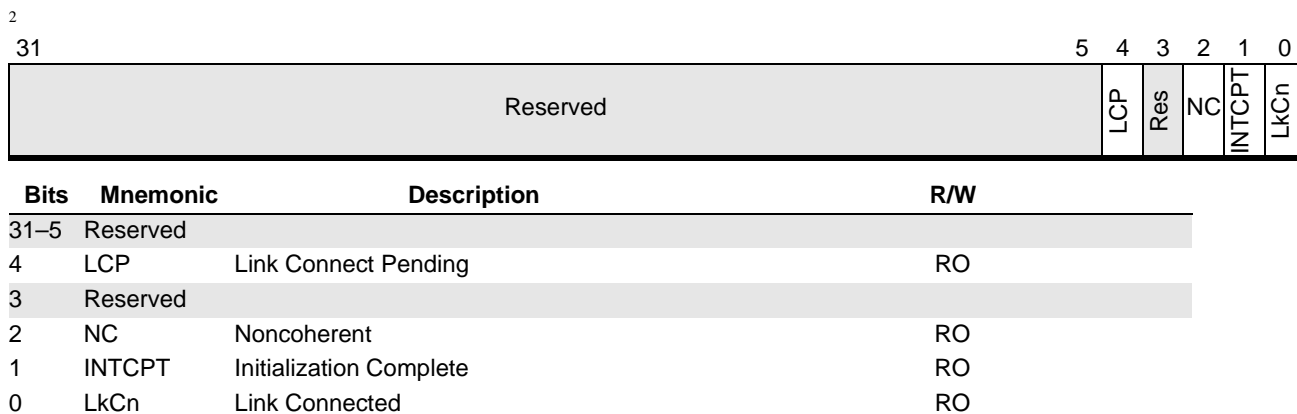 2
31 5 4 3 2 1 0
Reserved LCP Res NC INTCPT LkCn
Bits Mnemonic Description R/W
31–5 Reserved
4 LCP Link Connect Pending RO
3 Reserved
2 NC Noncoherent RO
1 INTCPT Initialization Complete RO
0 LkCn Link Connected RO